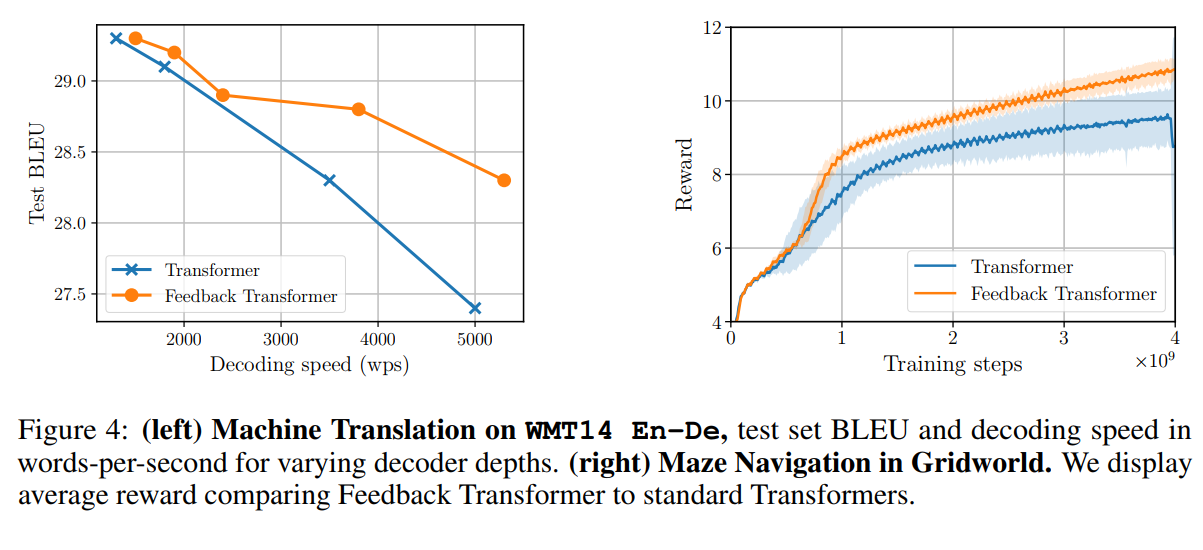 29.0
28.5
28.0
27.5
Test BLEU
2000 3000 4000 5000
Decoding speed (wps)
Transformer
Feedback Transformer
12
10
8
6
4
Reward
0 1 2 3 4
×10⁹
Training steps
Transformer
Feedback Transformer
Figure 4: (left) Machine Translation on WMT14 En-De, test set BLEU and decoding speed in
words-per-second for varying decoder depths. (right) Maze Navigation in Gridworld. We display
average reward comparing Feedback Transformer to standard Transformers.